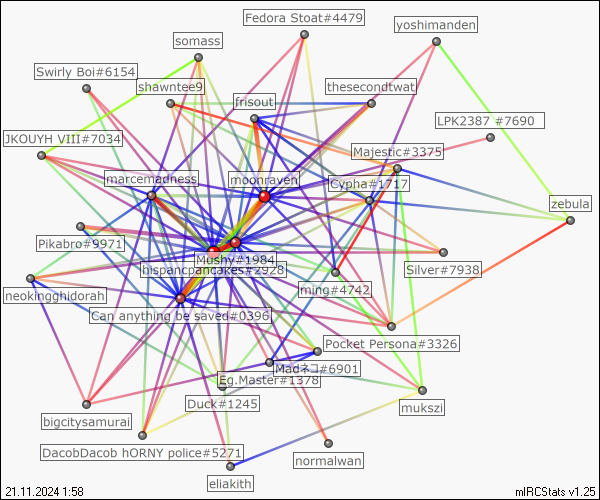 Fedora Stoat#4479
yoshimanden
somass
Swirly Boi#6154
shawntee9
thesecondtwat
frisout
LPK2387 #7690
JKOUYH VIII#7034
Majestic#3375
marcemadness
moonraven
Cypha#1717
zebula
Pikabro#9971
Mushy#1984
hispancpancakes#2928
Silver#7938
ming#4742
neokingghidorah
Can anything be saved#0396
Pocket Persona#3326
Madネコ#6901
Eg.Master#1378
Duck#1245
mukszi
bigcitysamurai
DacobDacob hORNY police#5271
normalwan
eliakith
21.11.2024 1:58
mIRCStats v1.25